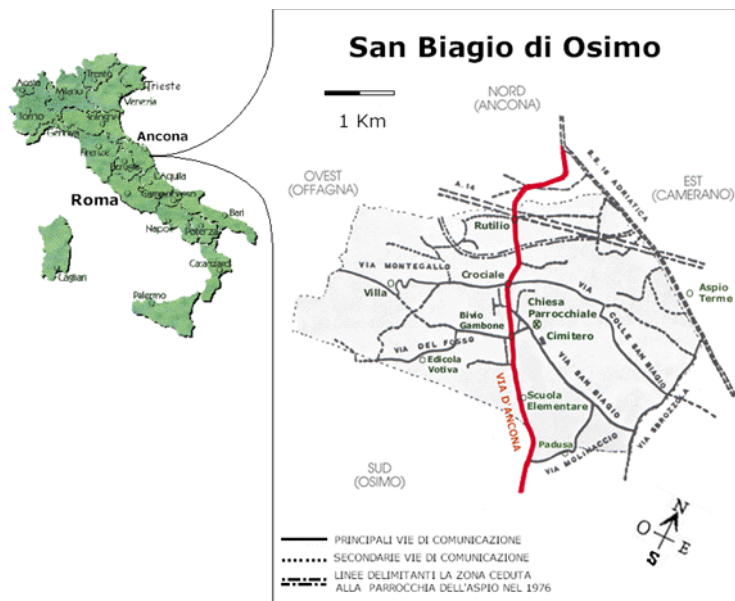 San Biagio di Osimo
1 Km
NORD
(ANCONA)
OVEST
(OFFAGNA)
EST
(CAMERANO)
SUD
(OSIMO)
S.S. 16 ADRIATICA
A. 14
Rutilio
VIA MONTEGALLO
Crociale
VIA COLLE SAN BIAGIO
Villa
Aspio
Terme
Bivio
Gambone
Chiesa
Parrocchiale
Cimitero
VIA DEL FOSSO
Edicola
Votiva
VIA SAN BIAGIO
VIA D'ANCONA
Scuola
Elementare
Padusa
VIA MOLINACCIO
VIA SBROZZOLA
N
O
E
S
PRINCIPALI VIE DI COMUNICAZIONE
SECONDARIE VIE DI COMUNICAZIONE
LINEE DELIMITANTI LA ZONA CEDUTA
ALLA PARROCCHIA DELL'ASPIO NEL 1976
Aosta
Milano
Trento
Trieste
Venezia
Torino
Genova
Bologna
Ancona
Firenze
Perugia
L'Aquila
Roma
Campobasso
Bari
Napoli
Potenza
Catanzaro
Cagliari
Palermo